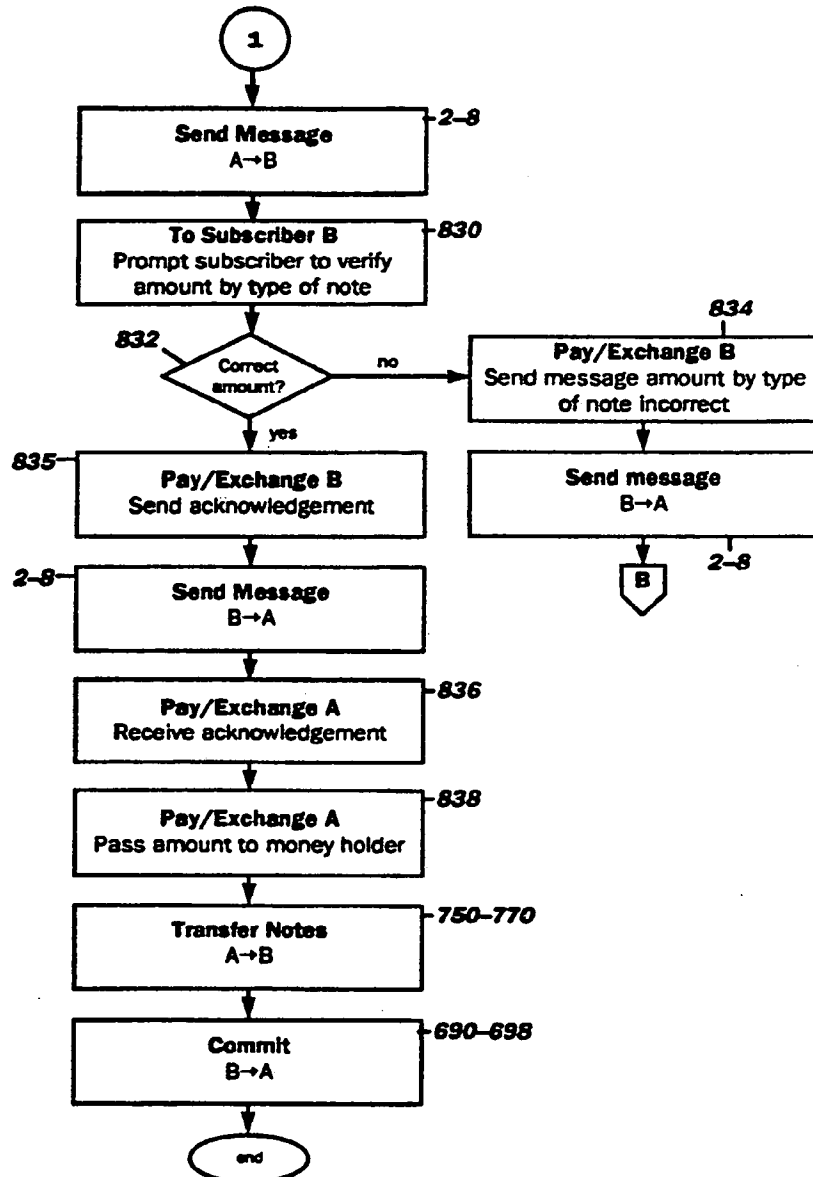 1
2–8
Send Message
A→B
830
To Subscriber B
Prompt subscriber to verify
amount by type of note
832
Correct
amount?
no
yes
834
Pay/Exchange B
Send message amount by type
of note incorrect
Send message
B→A
2–8
B
835
Pay/Exchange B
Send acknowledgement
2–8
Send Message
B→A
836
Pay/Exchange A
Receive acknowledgement
838
Pay/Exchange A
Pass amount to money holder
750–770
Transfer Notes
A→B
690–698
Commit
B→A
end